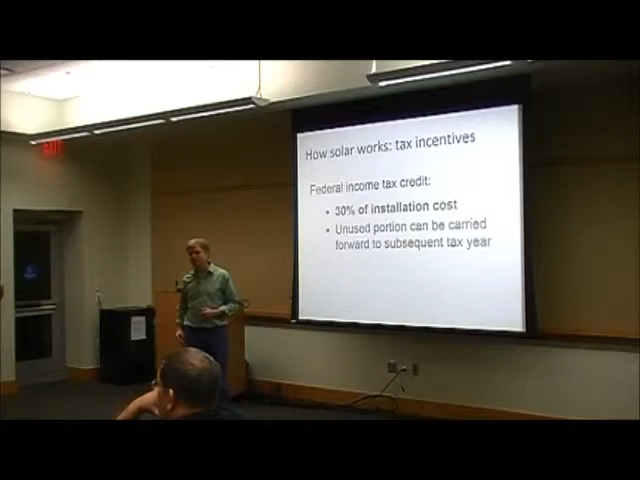 EXIT
How solar works: tax incentives
Federal income tax credit:
• 30% of installation cost
• Unused portion can be carried
forward to subsequent tax year